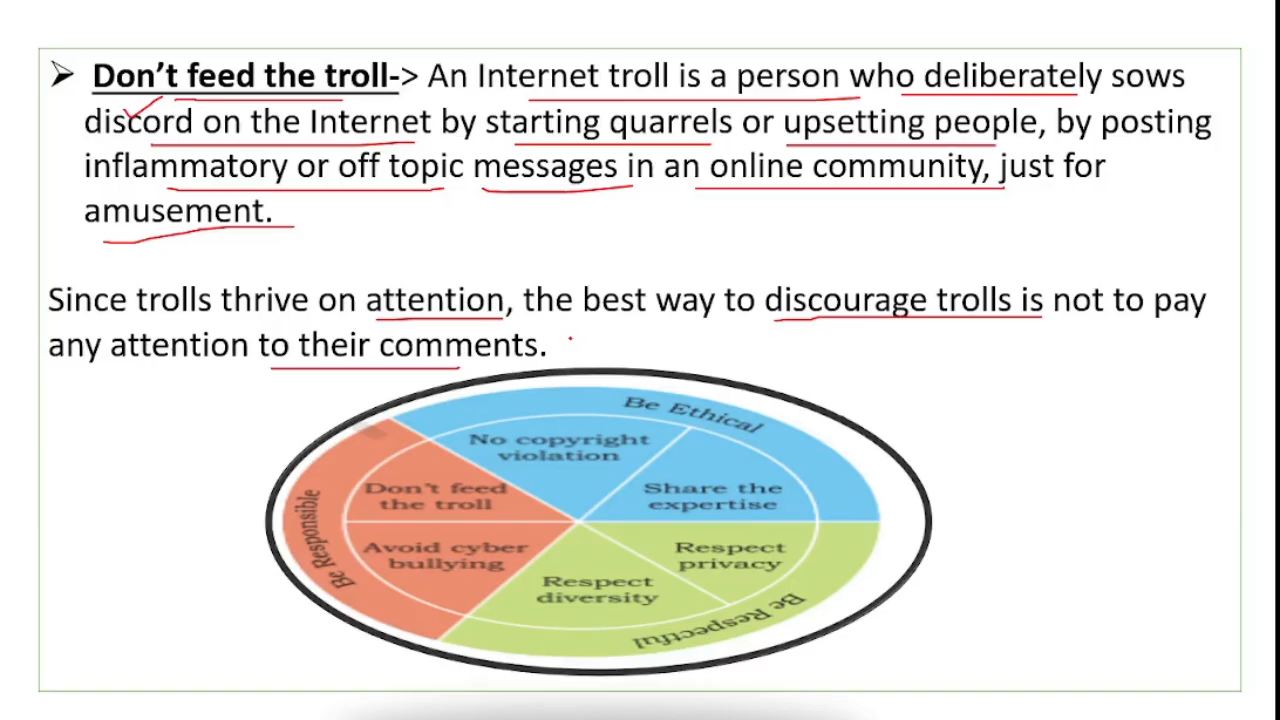 ➢ Don't feed the troll-> An Internet troll is a person who deliberately sows
discord on the Internet by starting quarrels or upsetting people, by posting
inflammatory or off topic messages in an online community, just for
amusement.
Since trolls thrive on attention, the best way to discourage trolls is not to pay
any attention to their comments.
Be Ethical
No copyright
violation
Share the
expertise
Be Responsible
Don't feed
the troll
Avoid cyber
bullying
Respect
privacy
Respect
diversity
Be Respectful